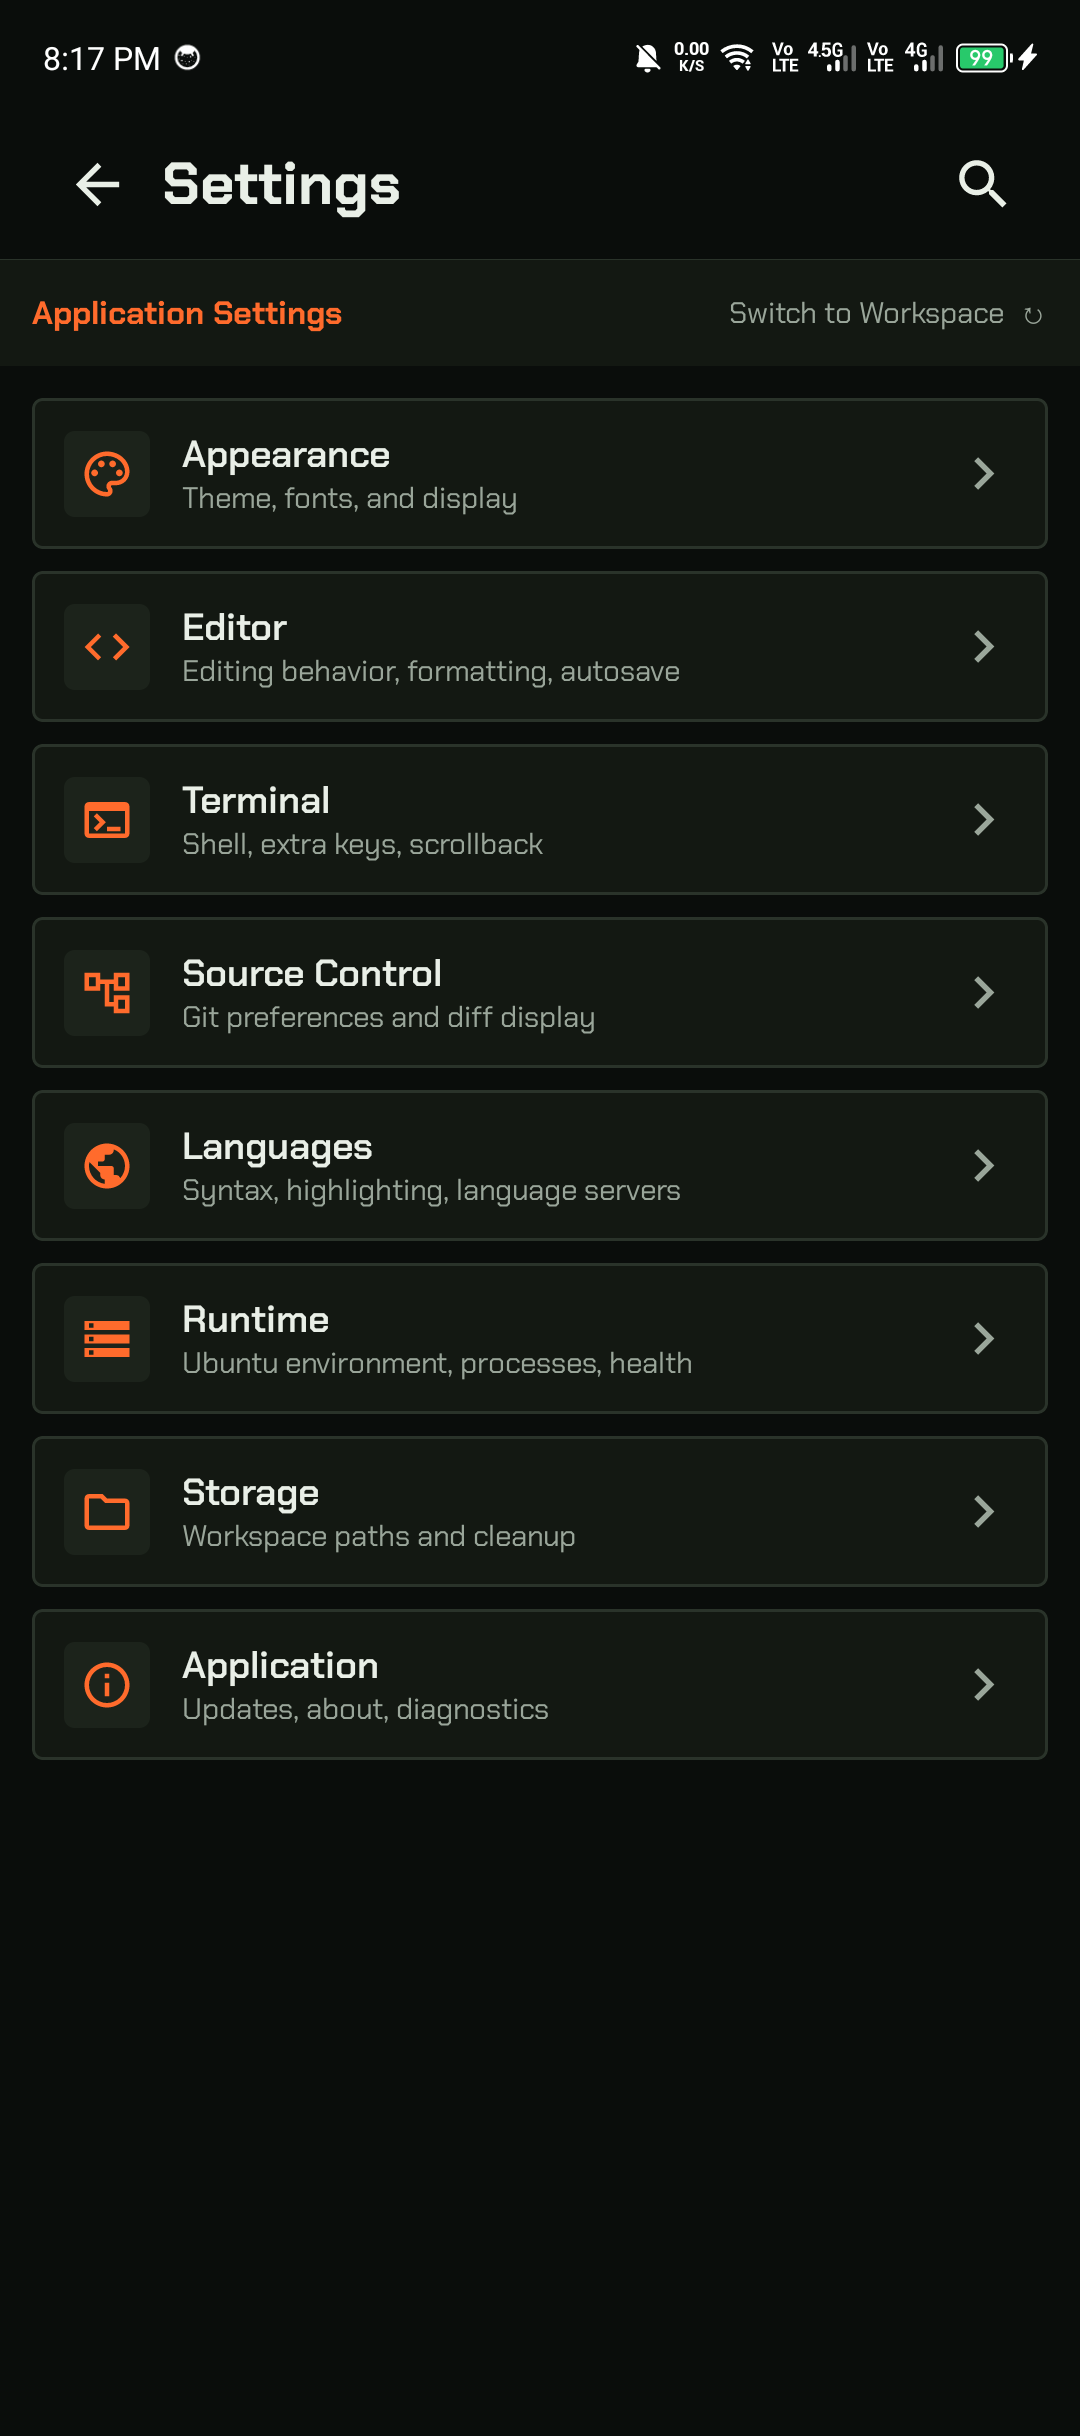 8:17 PM
0.00 K/S
Vo LTE
4.5G
Vo LTE
4G
99
Settings
Application Settings
Switch to Workspace
Appearance
Theme, fonts, and display
Editor
Editing behavior, formatting, autosave
Terminal
Shell, extra keys, scrollback
Source Control
Git preferences and diff display
Languages
Syntax, highlighting, language servers
Runtime
Ubuntu environment, processes, health
Storage
Workspace paths and cleanup
Application
Updates, about, diagnostics